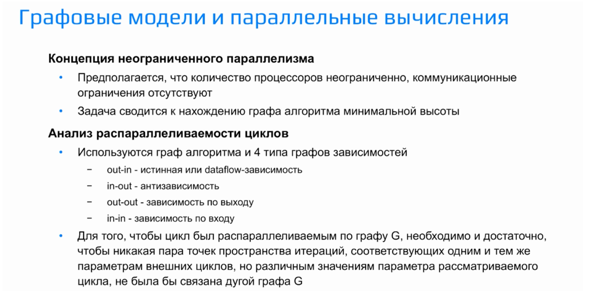 Графовые модели и параллельные вычисления
Концепция неограниченного параллелизма
• Предполагается, что количество процессоров неограниченно, коммуникационные
ограничения отсутствуют
• Задача сводится к нахождению графа алгоритма минимальной высоты
Анализ распараллеливаемости циклов
• Используются граф алгоритма и 4 типа графов зависимостей
− out-in - истинная или dataflow-зависимость
− in-out - антизависимость
− out-out - зависимость по выходу
− in-in - зависимость по входу
• Для того, чтобы цикл был распараллеливаемым по графу G, необходимо и достаточно,
чтобы никакая пара точек пространства итераций, соответствующих одним и тем же
параметрам внешних циклов, но различным значениям параметра рассматриваемого
цикла, не была бы связана дугой графа G